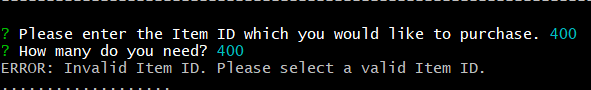 ? Please enter the Item ID which you would like to purchase. 400
? How many do you need? 400
ERROR: Invalid Item ID. Please select a valid Item ID.
...................